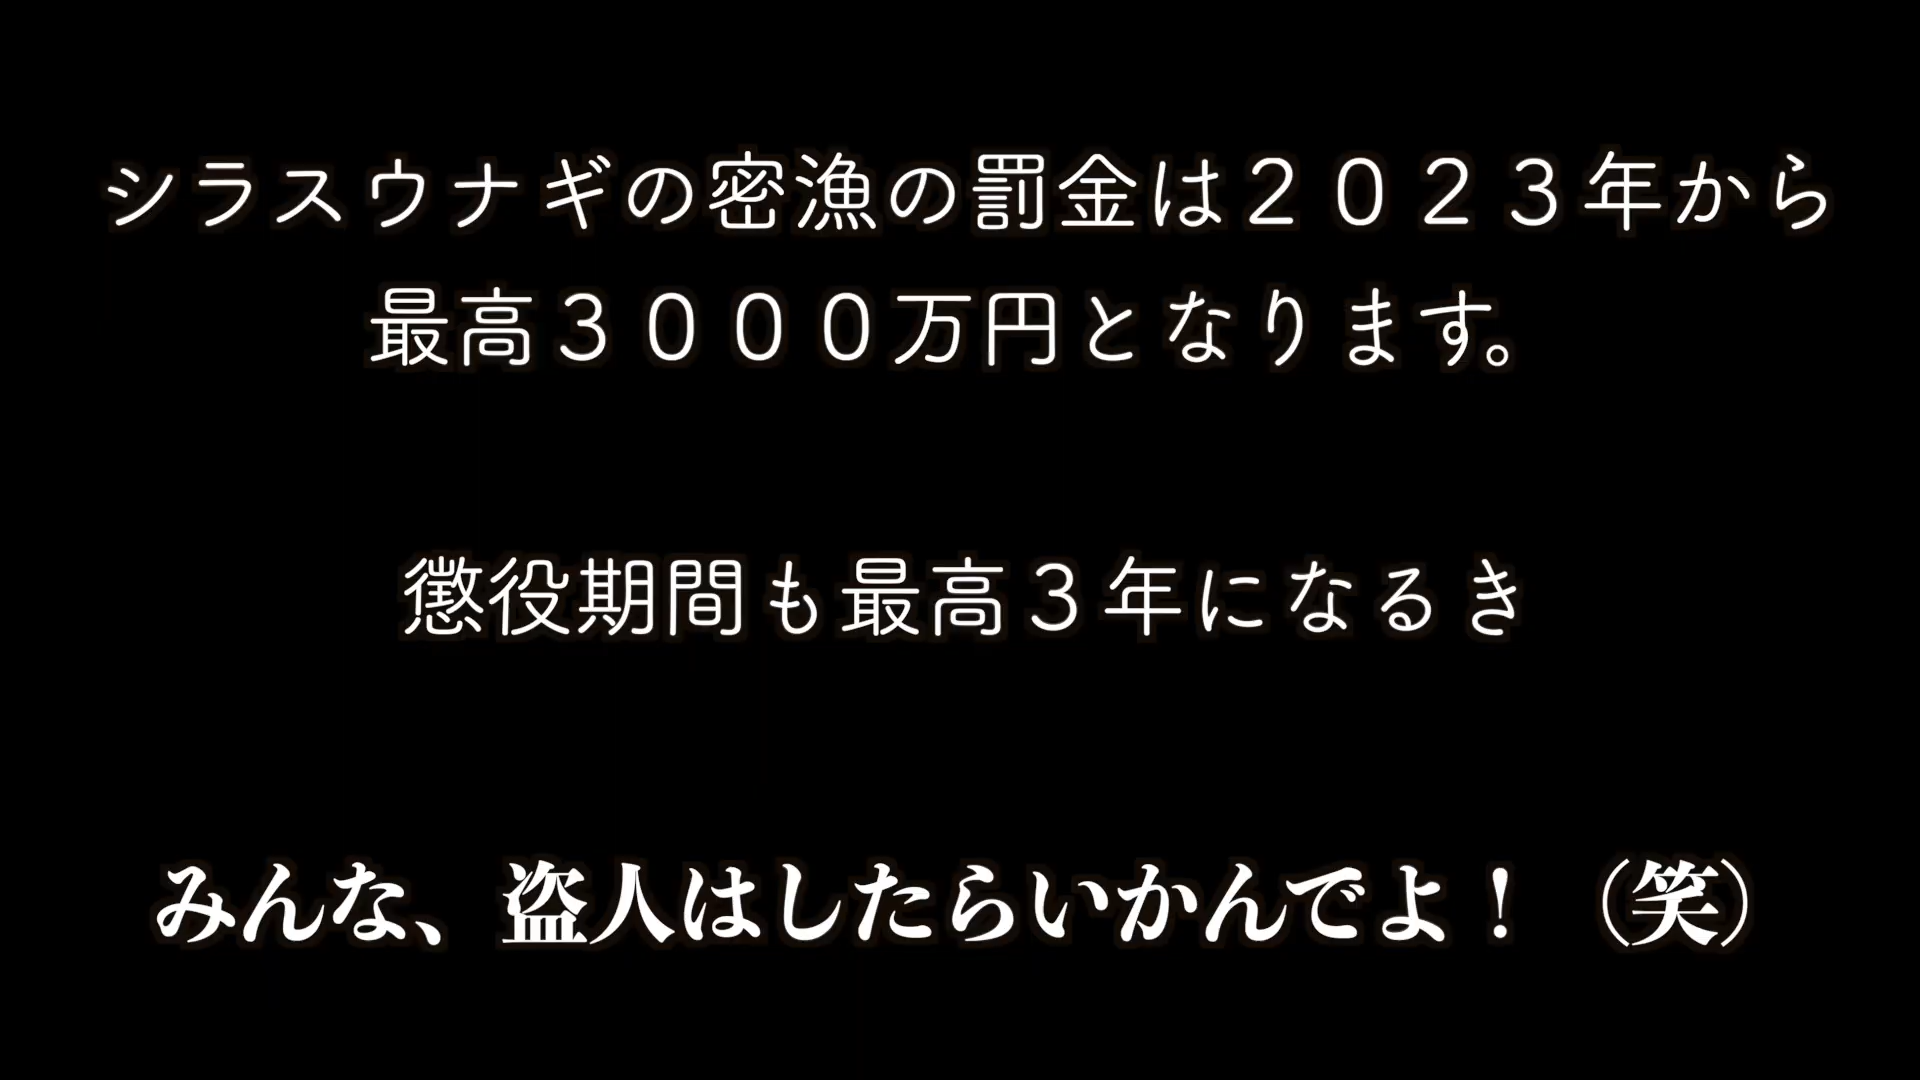 シラスウナギの密漁の罰金は２０２３年から
最高３０００万円となります。
懲役期間も最高３年になるき
みんな、盗人はしたらいかんでよ！（笑）